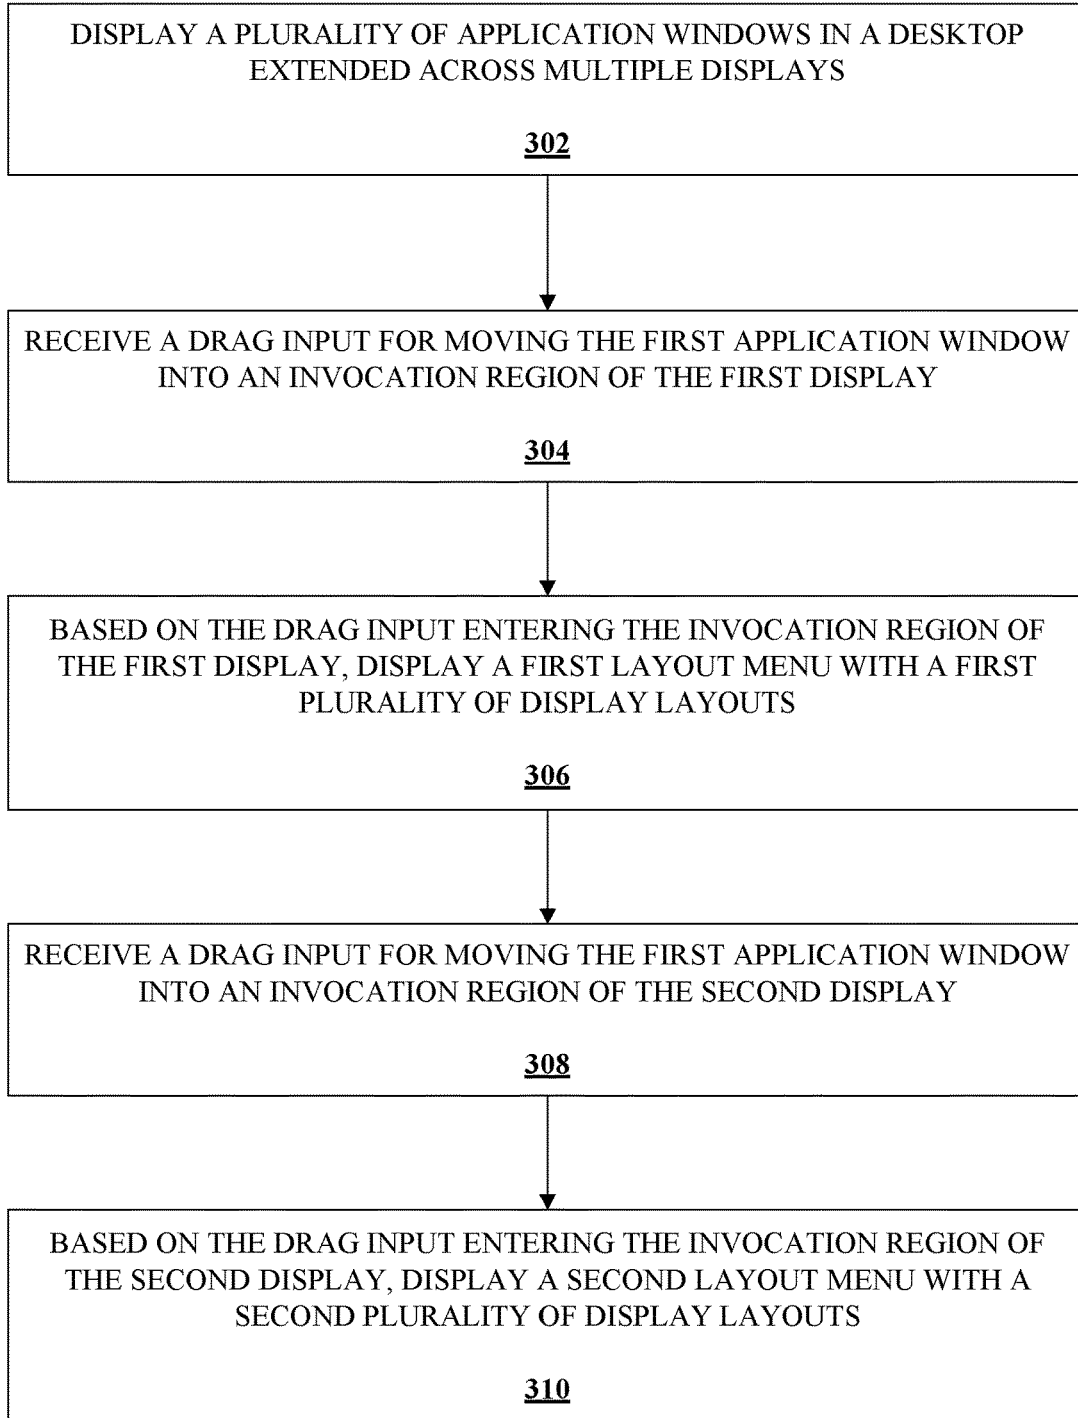 DISPLAY A PLURALITY OF APPLICATION WINDOWS IN A DESKTOP
EXTENDED ACROSS MULTIPLE DISPLAYS
302
RECEIVE A DRAG INPUT FOR MOVING THE FIRST APPLICATION WINDOW
INTO AN INVOCATION REGION OF THE FIRST DISPLAY
304
BASED ON THE DRAG INPUT ENTERING THE INVOCATION REGION OF
THE FIRST DISPLAY, DISPLAY A FIRST LAYOUT MENU WITH A FIRST
PLURALITY OF DISPLAY LAYOUTS
306
RECEIVE A DRAG INPUT FOR MOVING THE FIRST APPLICATION WINDOW
INTO AN INVOCATION REGION OF THE SECOND DISPLAY
308
BASED ON THE DRAG INPUT ENTERING THE INVOCATION REGION OF
THE SECOND DISPLAY, DISPLAY A SECOND LAYOUT MENU WITH A
SECOND PLURALITY OF DISPLAY LAYOUTS
310